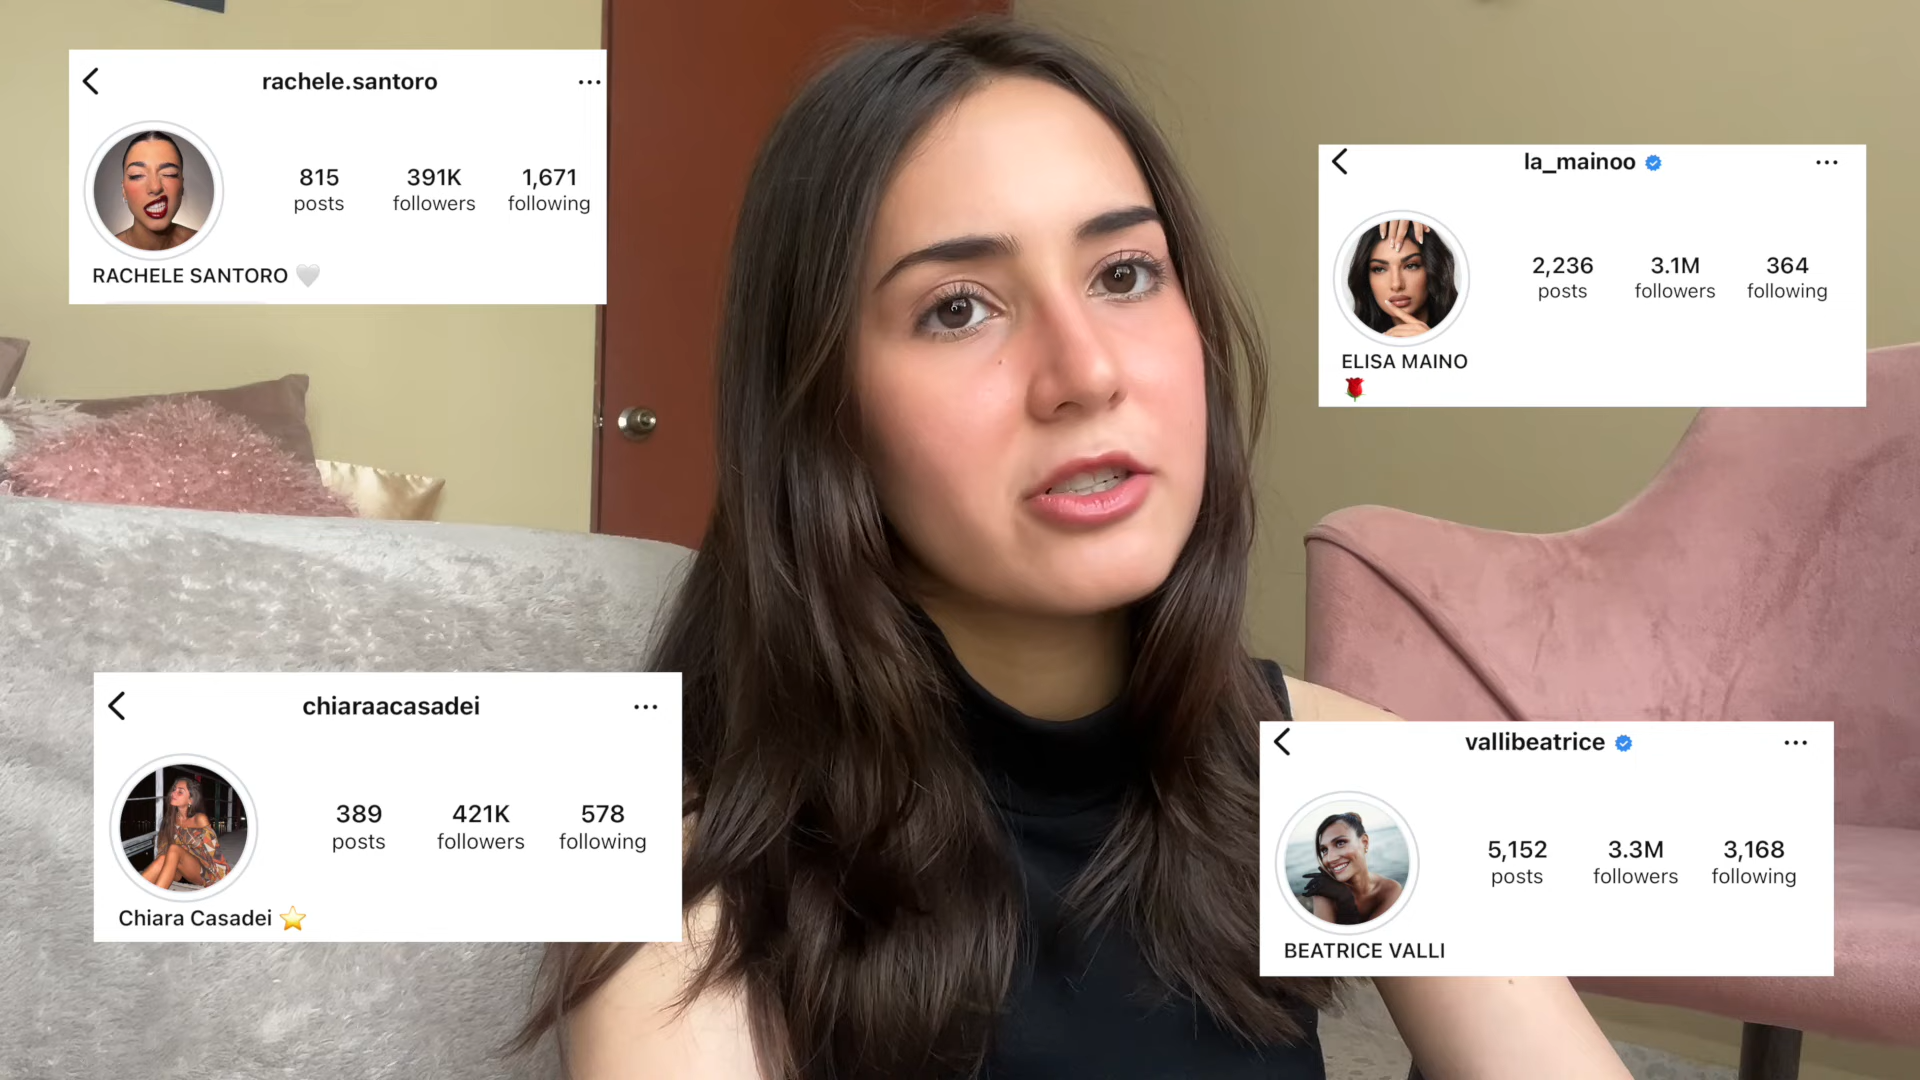 rachele.santoro
815 391K 1,671
posts followers following
RACHELE SANTORO 🤍
la_mainoo
2,236 3.1M 364
posts followers following
ELISA MAINO
🌹
chiaraacasadei
389 421K 578
posts followers following
Chiara Casadei ⭐
vallibeatrice
5,152 3.3M 3,168
posts followers following
BEATRICE VALLI